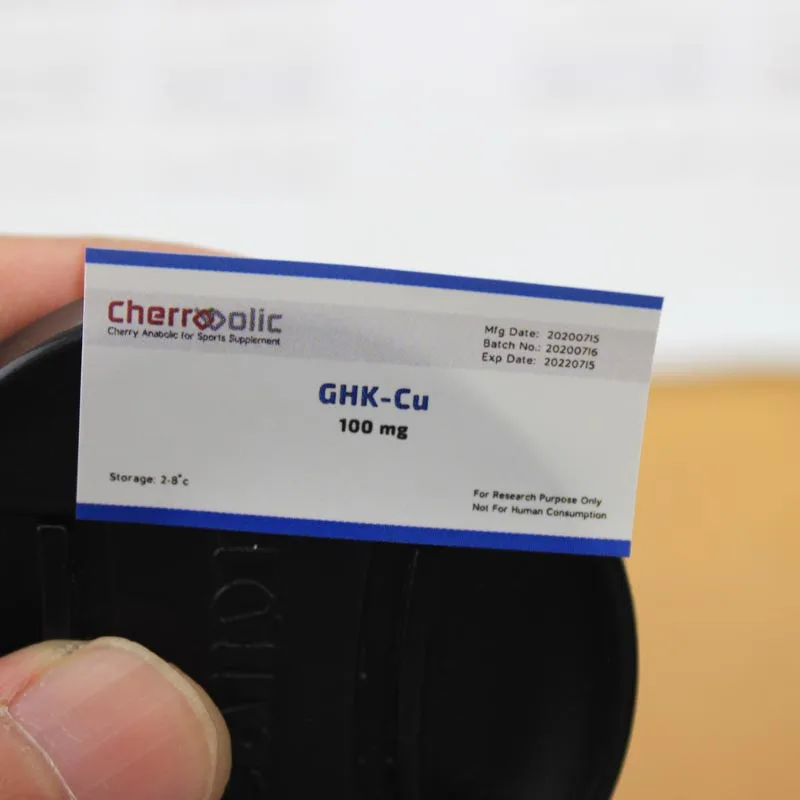 Cherrobolic
Cherry Anabolic for Sports Supplement
Mfg Date: 20200715
Batch No.: 20200716
Exp Date: 20220715
GHK-Cu
100 mg
Storage: 2-8°c
For Research Purpose Only
Not For Human Consumption